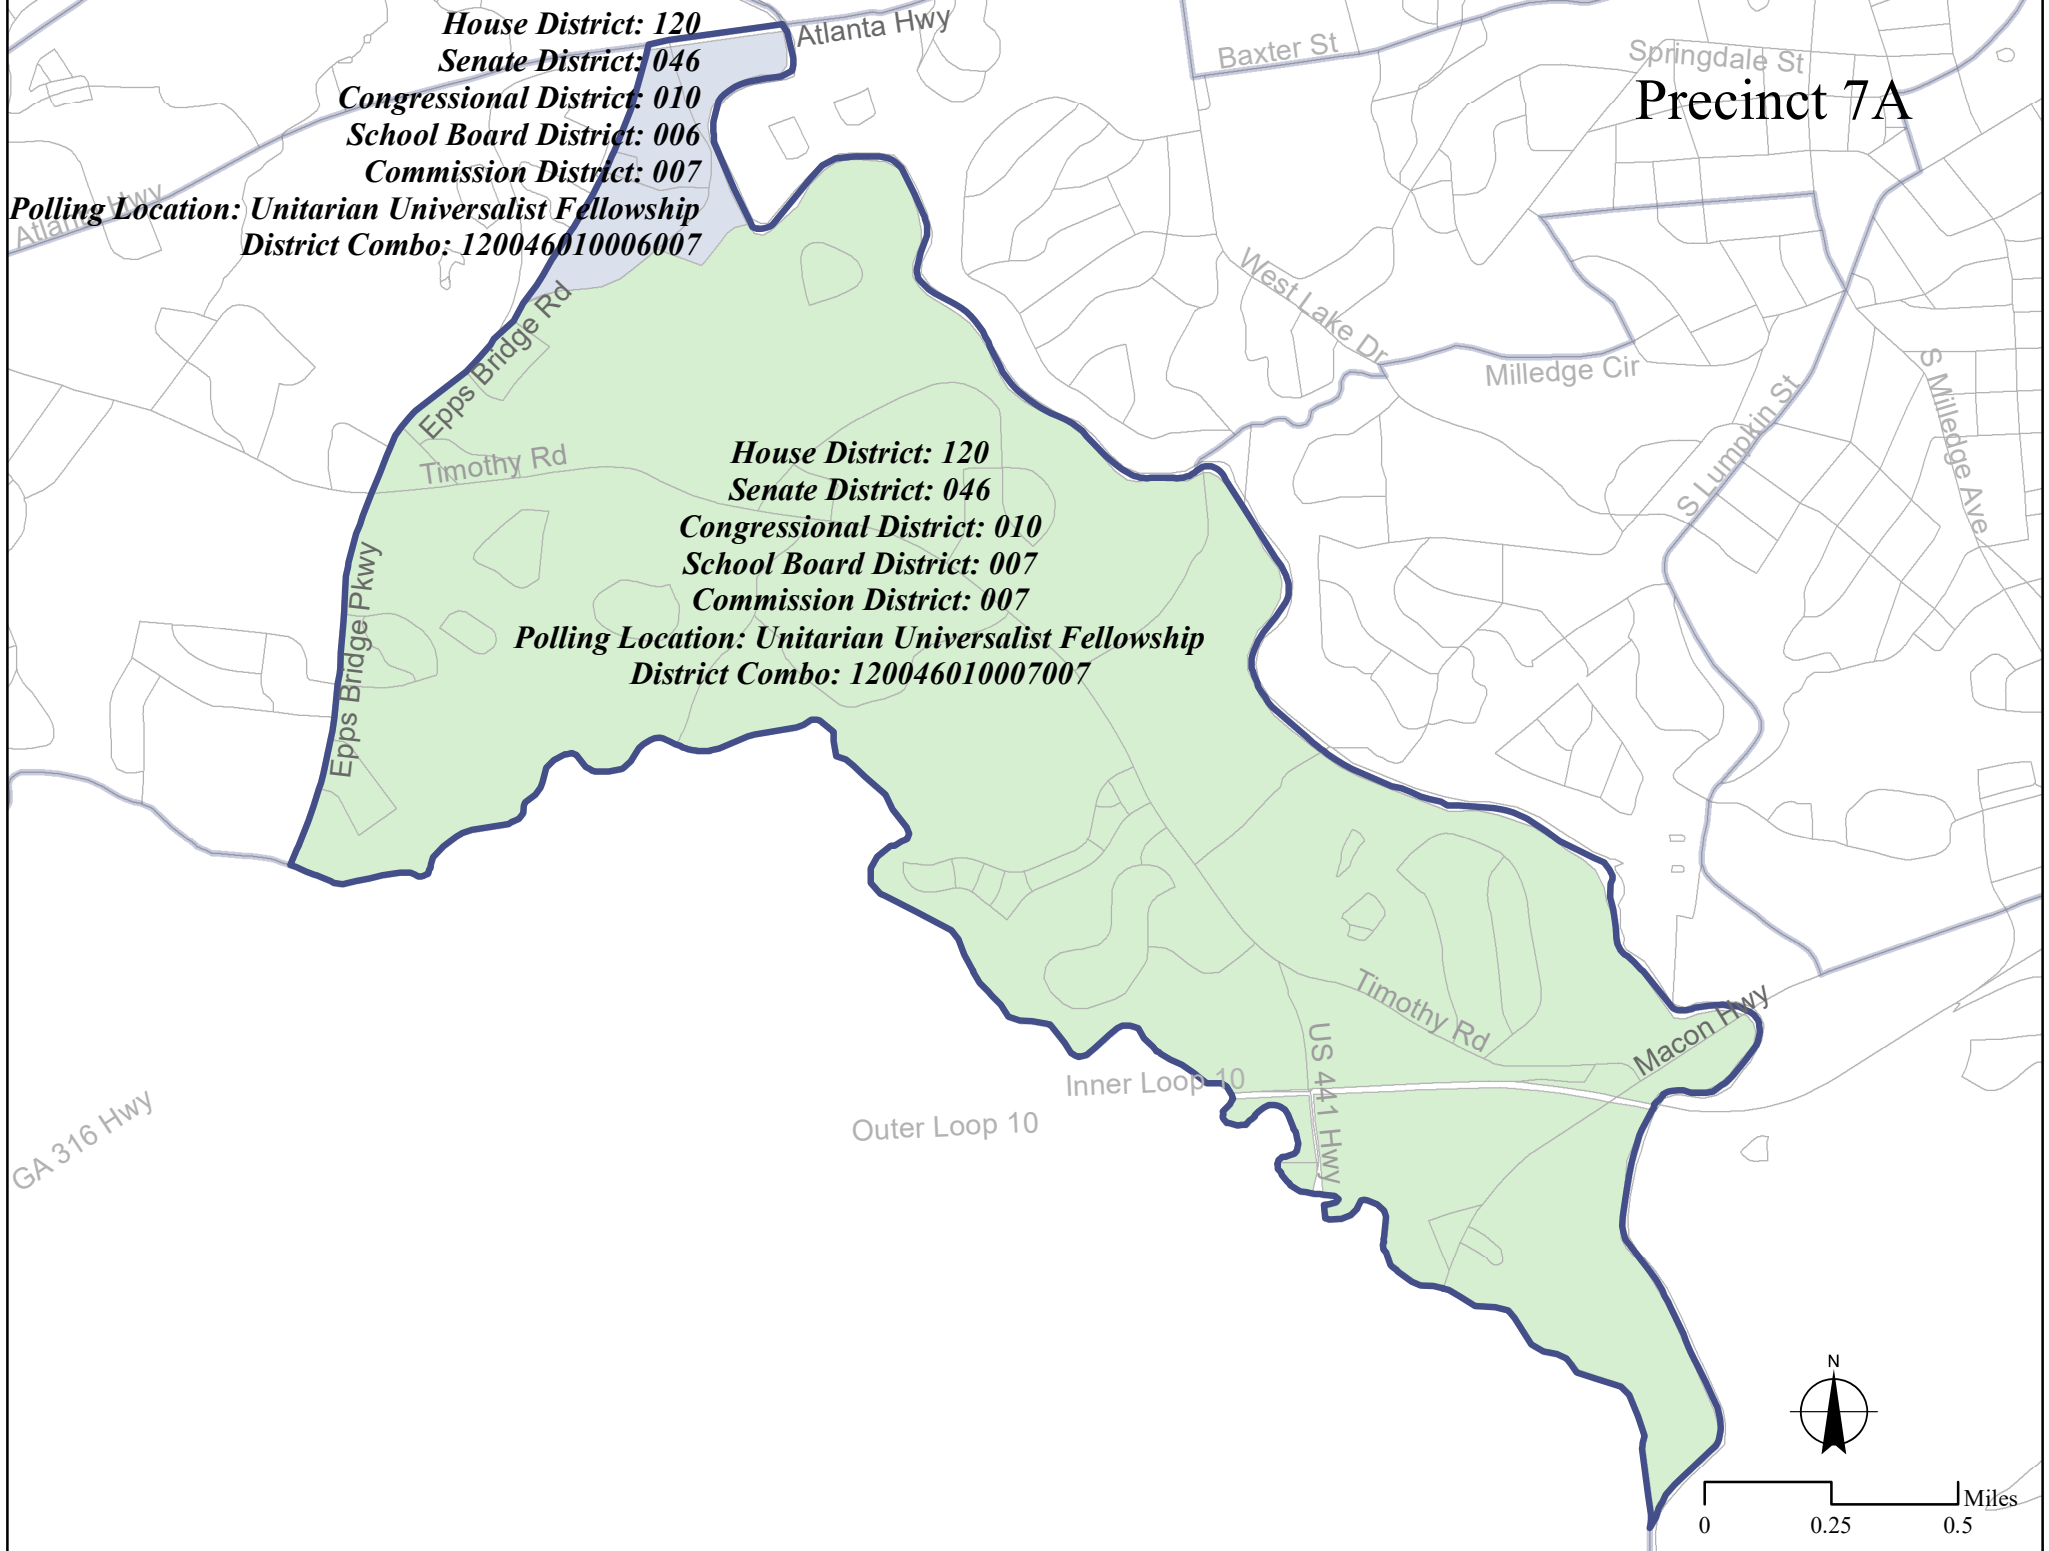 House District: 120
Senate District: 046
Congressional District: 010
School Board District: 006
Commission District: 007
Polling Location: Unitarian Universalist Fellowship
District Combo: 120046010006007
Atlanta Hwy
Baxter St
Springdale St
Precinct 7A
Atlanta Hwy
West Lake Dr
Milledge Cir
S Milledge Ave
S Lumpkin St
Epps Bridge Rd
Timothy Rd
Epps Bridge Pkwy
House District: 120
Senate District: 046
Congressional District: 010
School Board District: 007
Commission District: 007
Polling Location: Unitarian Universalist Fellowship
District Combo: 120046010007007
Timothy Rd
Macon Hwy
US 441 Hwy
Inner Loop 10
Outer Loop 10
GA 316 Hwy
N
Miles
0 0.25 0.5